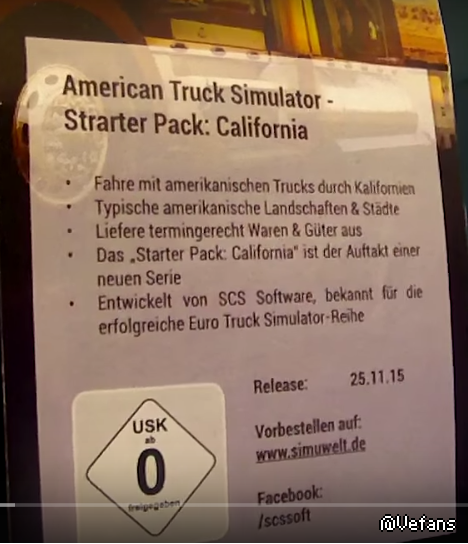 American Truck Simulator -
Strarter Pack: California
• Fahre mit amerikanischen Trucks durch Kalifornien
• Typische amerikanische Landschaften & Städte
• Liefere termingerecht Waren & Güter aus
• Das „Starter Pack: California" ist der Auftakt einer
neuen Serie
• Entwickelt von SCS Software, bekannt für die
erfolgreiche Euro Truck Simulator-Reihe
Release: 25.11.15
Vorbestellen auf:
www.simuwelt.de
Facebook:
/scssoft
USK
ab
0
freigegeben
@Vefans